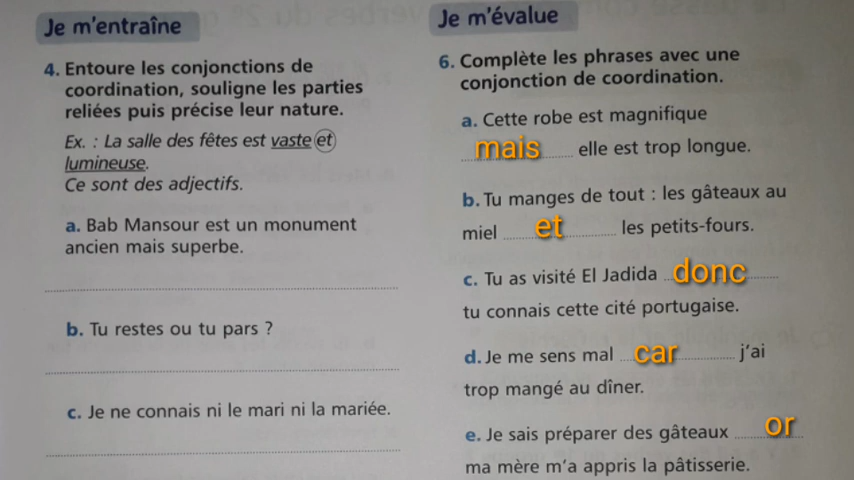 Je m'entraîne
4. Entoure les conjonctions de
coordination, souligne les parties
reliées puis précise leur nature.
Ex. : La salle des fêtes est vaste et
lumineuse.
Ce sont des adjectifs.
a. Bab Mansour est un monument
ancien mais superbe.
b. Tu restes ou tu pars ?
c. Je ne connais ni le mari ni la mariée.
Je m'évalue
6. Complète les phrases avec une
conjonction de coordination.
a. Cette robe est magnifique
mais elle est trop longue.
b. Tu manges de tout : les gâteaux au
miel et les petits-fours.
c. Tu as visité El Jadida donc
tu connais cette cité portugaise.
d. Je me sens mal car j'ai
trop mangé au dîner.
e. Je sais préparer des gâteaux or
ma mère m'a appris la pâtisserie.